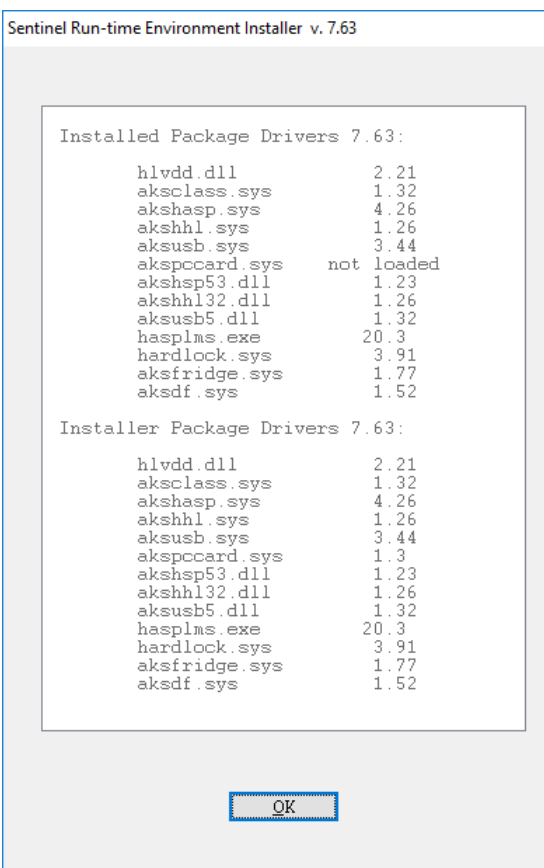 Sentinel Run-time Environment Installer v. 7.63
Installed Package Drivers 7.63:
hlvdd.dll 2.21
aksclass.sys 1.32
akshasp.sys 4.26
akshhl.sys 1.26
aksusb.sys 3.44
akspccard.sys not loaded
akshsp53.dll 1.23
akshhl32.dll 1.26
aksusb5.dll 1.32
hasplms.exe 20.3
hardlock.sys 3.91
aksfridge.sys 1.77
aksdf.sys 1.52
Installer Package Drivers 7.63:
hlvdd.dll 2.21
aksclass.sys 1.32
akshasp.sys 4.26
akshhl.sys 1.26
aksusb.sys 3.44
akspccard.sys 1.3
akshsp53.dll 1.23
akshhl32.dll 1.26
aksusb5.dll 1.32
hasplms.exe 20.3
hardlock.sys 3.91
aksfridge.sys 1.77
aksdf.sys 1.52
OK